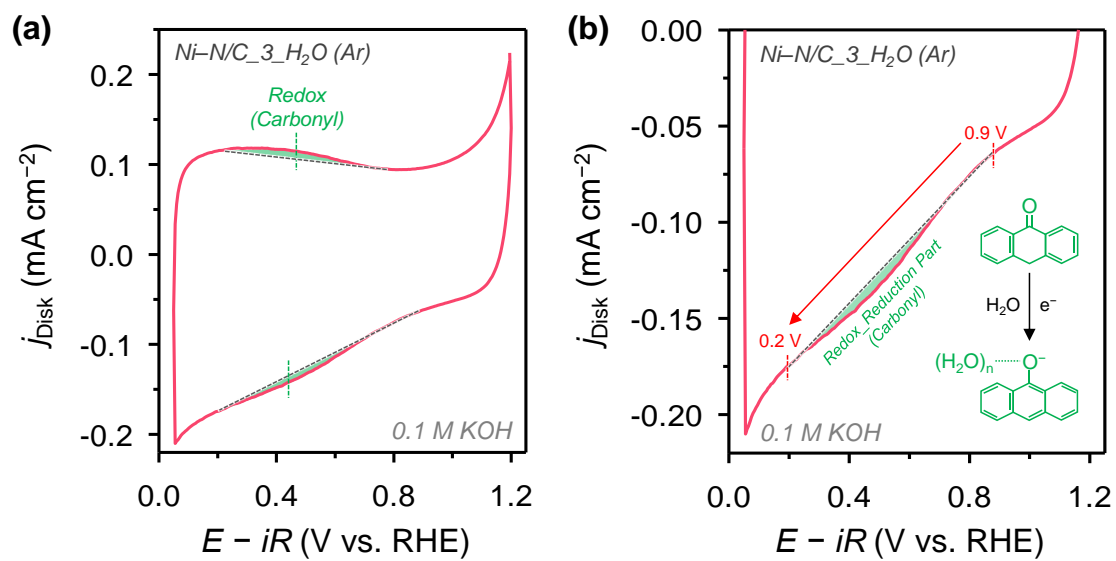 (a)
Ni–N/C_3_H₂O (Ar)
Redox
(Carbonyl)
0.1 M KOH
0.2
0.1
0.0
-0.1
-0.2
0.0
0.4
0.8
1.2
j_Disk (mA cm⁻²)
E − iR (V vs. RHE)
(b)
Ni–N/C_3_H₂O (Ar)
0.9 V
0.2 V
Redox_Reduction Part
(Carbonyl)
O
H₂O
e⁻
(H₂O)ₙ
O⁻
0.1 M KOH
-0.00
-0.05
-0.10
-0.15
-0.20
0.0
0.4
0.8
1.2
j_Disk (mA cm⁻²)
E − iR (V vs. RHE)